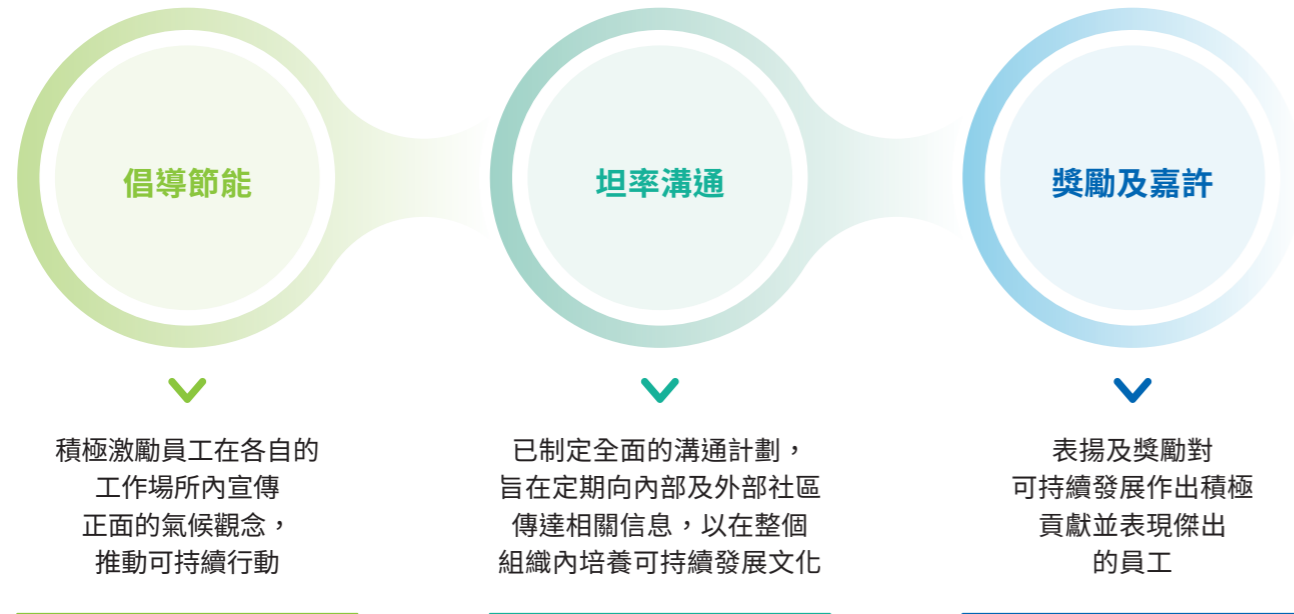 倡導節能
積極激勵員工在各自的
工作場所內宣傳
正面的氣候觀念，
推動可持續行動
坦率溝通
已制定全面的溝通計劃，
旨在定期向內部及外部社區
傳達相關信息，以在整個
組織內培養可持續發展文化
獎勵及嘉許
表揚及獎勵對
可持續發展作出積極
貢獻並表現傑出
的員工